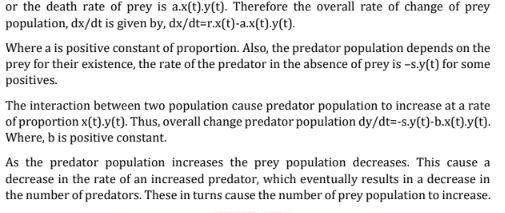 or the death rate of prey is a.x(t).y(t). Therefore the overall rate of change of prey
population, dx/dt is given by, dx/dt=r.x(t)-a.x(t).y(t).
Where a is positive constant of proportion. Also, the predator population depends on the
prey for their existence, the rate of the predator in the absence of prey is –s.y(t) for some
positives.
The interaction between two population cause predator population to increase at a rate
of proportion x(t).y(t). Thus, overall change predator population dy/dt=-s.y(t)-b.x(t).y(t).
Where, b is positive constant.
As the predator population increases the prey population decreases. This cause a
decrease in the rate of an increased predator, which eventually results in a decrease in
the number of predators. These in turn cause the number of prey population to increase.